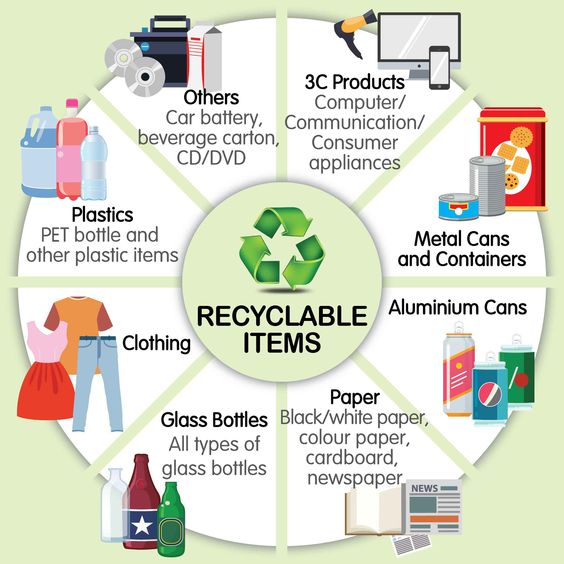 Others
Car battery,
beverage carton,
CD/DVD
3C Products
Computer/
Communication/
Consumer
appliances
Plastics
PET bottle and
other plastic items
Metal Cans
and Containers
RECYCLABLE
ITEMS
Clothing
Aluminium Cans
Glass Bottles
All types of
glass bottles
Paper
Black/white paper,
colour paper,
cardboard,
newspaper
NEWS